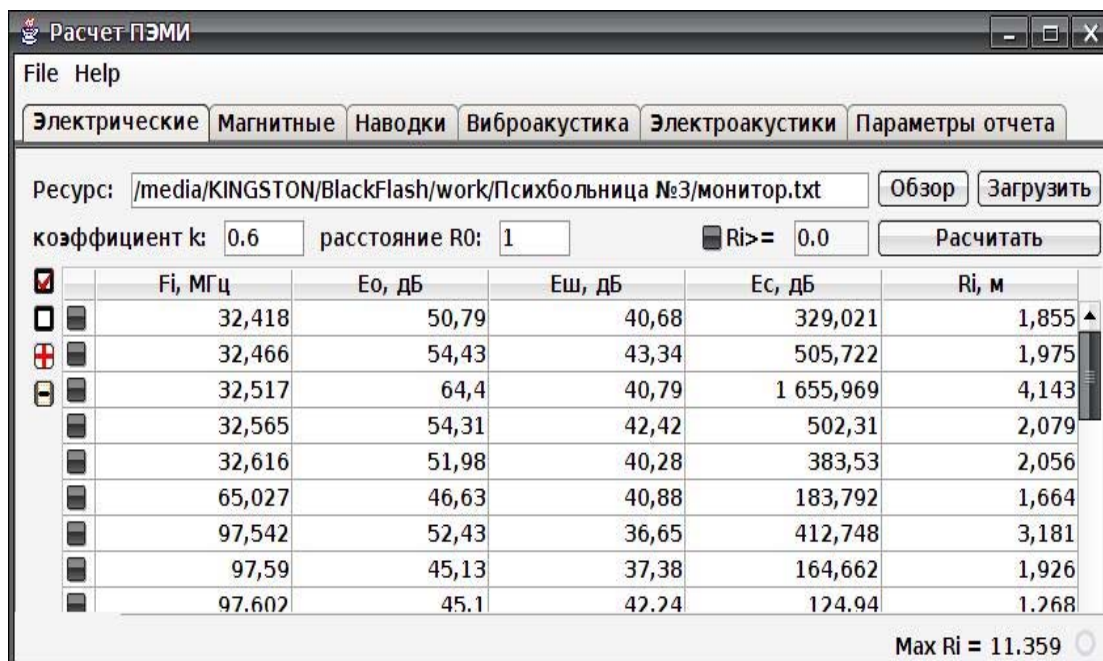 Расчет ПЭМИ
File Help
Электрические Магнитные Наводки Виброакустика Электроакустики Параметры отчета
Ресурс: /media/KINGSTON/BlackFlash/work/Психбольница №3/монитор.txt Обзор Загрузить
коэффициент k: 0.6 расстояние R0: 1 Ri>= 0.0 Расчитать
Fi, МГц Eо, дБ Eш, дБ Eс, дБ Ri, м
32,418 50,79 40,68 329,021 1,855
32,466 54,43 43,34 505,722 1,975
32,517 64,4 40,79 1 655,969 4,143
32,565 54,31 42,42 502,31 2,079
32,616 51,98 40,28 383,53 2,056
65,027 46,63 40,88 183,792 1,664
97,542 52,43 36,65 412,748 3,181
97,59 45,13 37,38 164,662 1,926
97,602 45,1 42,24 124,94 1,268
Max Ri = 11.359